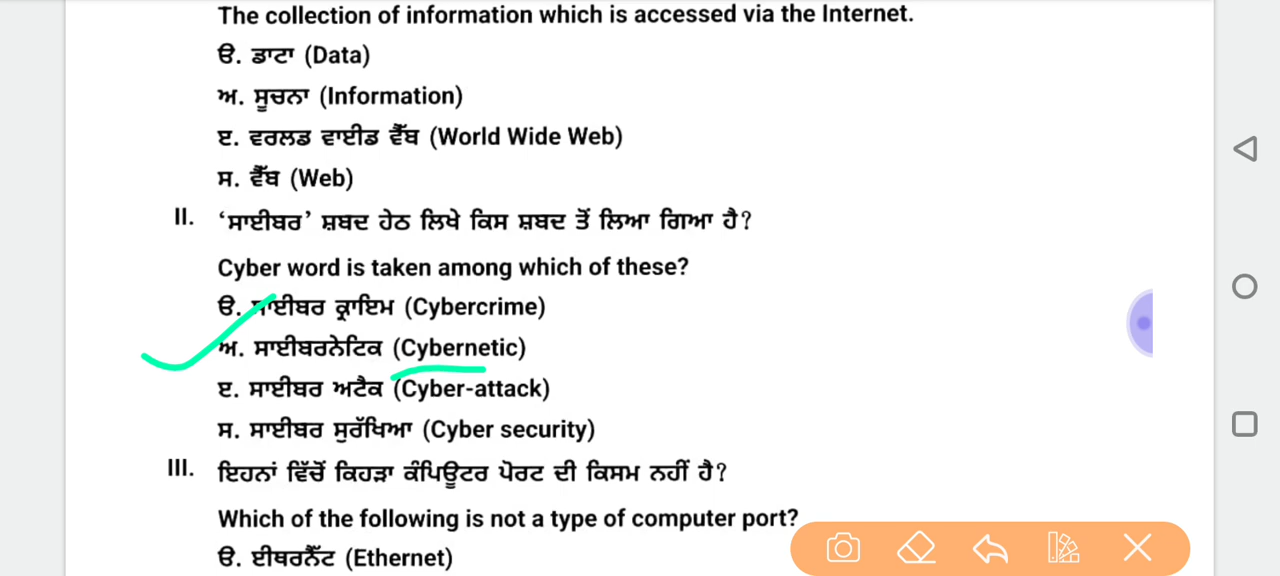 The collection of information which is accessed via the Internet.
ੳ. ਡਾਟਾ (Data)
ਅ. ਸੂਚਨਾ (Information)
ੲ. ਵਰਲਡ ਵਾਈਡ ਵੈੱਬ (World Wide Web)
ਸ. ਵੈੱਬ (Web)
II. ‘ਸਾਈਬਰ’ ਸ਼ਬਦ ਹੇਠ ਲਿਖੇ ਕਿਸ ਸ਼ਬਦ ਤੋਂ ਲਿਆ ਗਿਆ ਹੈ?
Cyber word is taken among which of these?
ੳ. ਸਾਈਬਰ ਕ੍ਰਾਇਮ (Cybercrime)
ਅ. ਸਾਈਬਰਨੇਟਿਕ (Cybernetic)
ੲ. ਸਾਈਬਰ ਅਟੈਕ (Cyber-attack)
ਸ. ਸਾਈਬਰ ਸੁਰੱਖਿਆ (Cyber security)
III. ਇਹਨਾਂ ਵਿੱਚੋਂ ਕਿਹੜਾ ਕੰਪਿਊਟਰ ਪੋਰਟ ਦੀ ਕਿਸਮ ਨਹੀਂ ਹੈ?
Which of the following is not a type of computer port?
ੳ. ਈਥਰਨੈੱਟ (Ethernet)